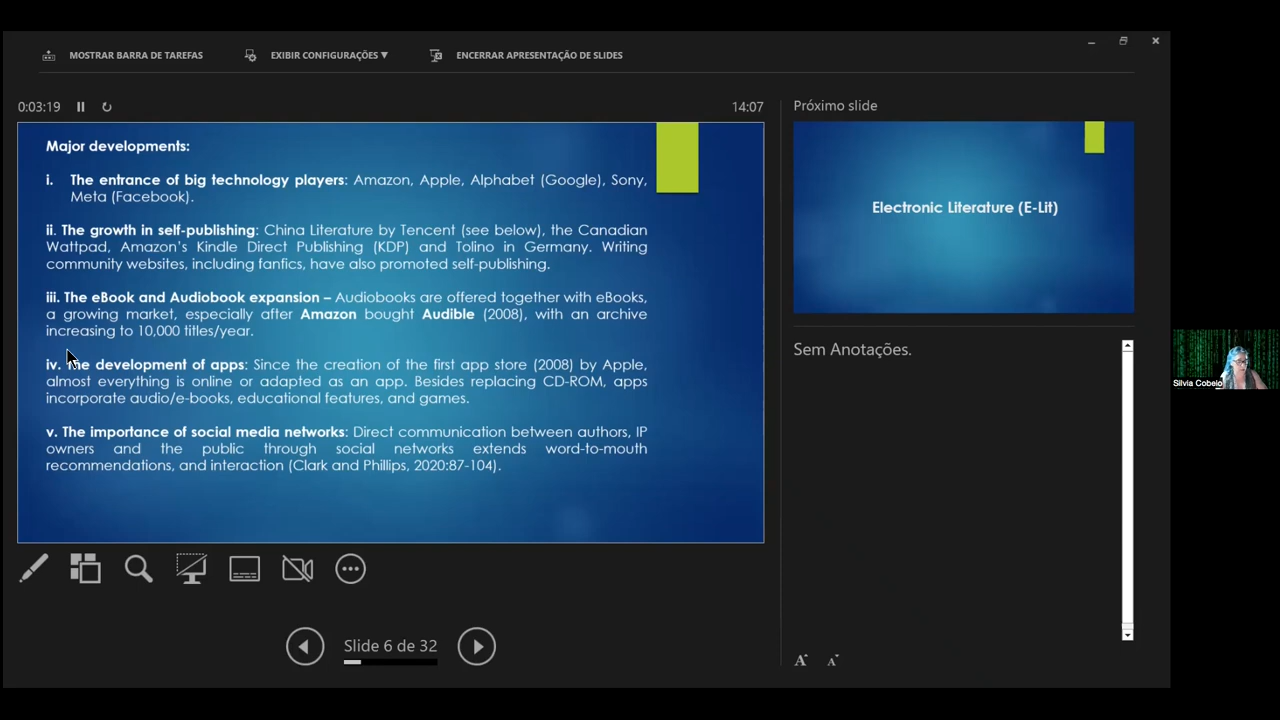 MOSTRAR BARRA DE TAREFAS
EXIBIR CONFIGURAÇÕES ▼
ENCERRAR APRESENTAÇÃO DE SLIDES
0:03:19
14:07
Major developments:
i. The entrance of big technology players: Amazon, Apple, Alphabet (Google), Sony,
Meta (Facebook).
ii. The growth in self-publishing: China Literature by Tencent (see below), the Canadian
Wattpad, Amazon's Kindle Direct Publishing (KDP) and Tolino in Germany. Writing
community websites, including fanfics, have also promoted self-publishing.
iii. The eBook and Audiobook expansion – Audiobooks are offered together with eBooks,
a growing market, especially after Amazon bought Audible (2008), with an archive
increasing to 10,000 titles/year.
iv. The development of apps: Since the creation of the first app store (2008) by Apple,
almost everything is online or adapted as an app. Besides replacing CD-ROM, apps
incorporate audio/e-books, educational features, and games.
v. The importance of social media networks: Direct communication between authors, IP
owners and the public through social networks extends word-to-mouth
recommendations, and interaction (Clark and Phillips, 2020:87-104).
Slide 6 de 32
Próximo slide
Electronic Literature (E-Lit)
Sem Anotações.
A A
Silvia Cobelo